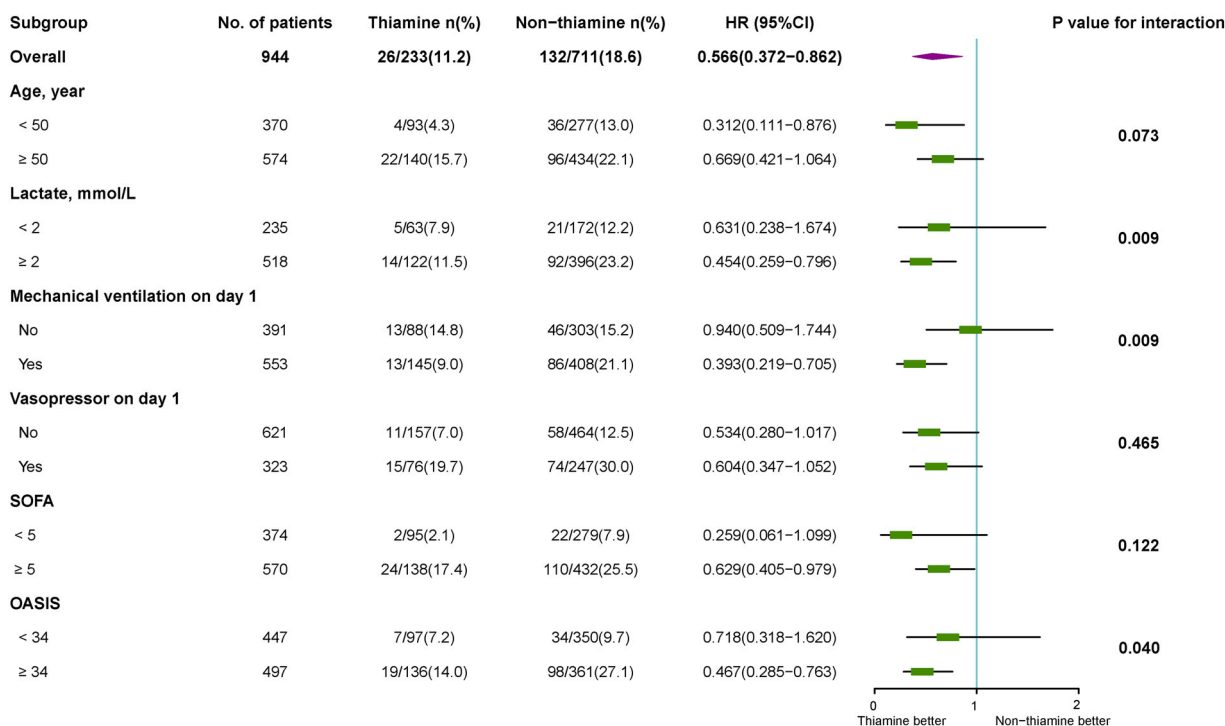 Subgroup No. of patients Thiamine n(%) Non−thiamine n(%) HR (95%CI) P value for interaction
Overall 944 26/233(11.2) 132/711(18.6) 0.566(0.372−0.862)
Age, year
< 50 370 4/93(4.3) 36/277(13.0) 0.312(0.111−0.876)
0.073
≥ 50 574 22/140(15.7) 96/434(22.1) 0.669(0.421−1.064)
Lactate, mmol/L
< 2 235 5/63(7.9) 21/172(12.2) 0.631(0.238−1.674)
0.009
≥ 2 518 14/122(11.5) 92/396(23.2) 0.454(0.259−0.796)
Mechanical ventilation on day 1
No 391 13/88(14.8) 46/303(15.2) 0.940(0.509−1.744)
0.009
Yes 553 13/145(9.0) 86/408(21.1) 0.393(0.219−0.705)
Vasopressor on day 1
No 621 11/157(7.0) 58/464(12.5) 0.534(0.280−1.017)
0.465
Yes 323 15/76(19.7) 74/247(30.0) 0.604(0.347−1.052)
SOFA
< 5 374 2/95(2.1) 22/279(7.9) 0.259(0.061−1.099)
0.122
≥ 5 570 24/138(17.4) 110/432(25.5) 0.629(0.405−0.979)
OASIS
< 34 447 7/97(7.2) 34/350(9.7) 0.718(0.318−1.620)
0.040
≥ 34 497 19/136(14.0) 98/361(27.1) 0.467(0.285−0.763)
0 1 2
Thiamine better Non−thiamine better